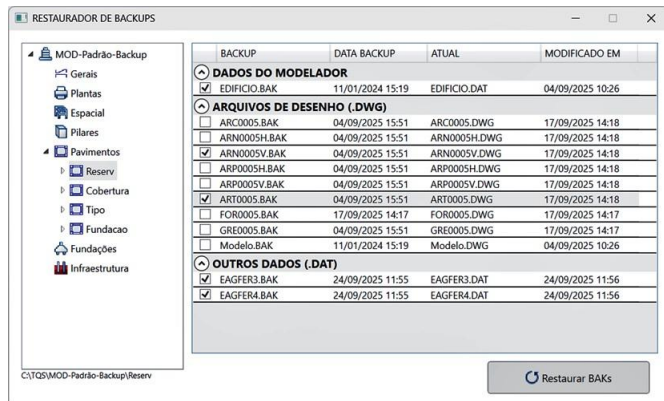 RESTAURADOR DE BACKUPS
MOD-Padrão-Backup
Gerais
Plantas
Espacial
Pilares
Pavimentos
Reserv
Cobertura
Tipo
Fundacao
Fundações
Infraestrutura
BACKUP DATA BACKUP ATUAL MODIFICADO EM
DADOS DO MODELADOR
EDIFICIO.BAK 11/01/2024 15:19 EDIFICIO.DAT 04/09/2025 10:26
ARQUIVOS DE DESENHO (.DWG)
ARC0005.BAK 04/09/2025 15:51 ARC0005.DWG 17/09/2025 14:18
ARN0005H.BAK 04/09/2025 15:51 ARN0005H.DWG 17/09/2025 14:18
ARN0005V.BAK 04/09/2025 15:51 ARN0005V.DWG 17/09/2025 14:18
ARP0005H.BAK 04/09/2025 15:51 ARP0005H.DWG 17/09/2025 14:18
ARP0005V.BAK 04/09/2025 15:51 ARP0005V.DWG 17/09/2025 14:18
ART0005.BAK 04/09/2025 15:51 ART0005.DWG 17/09/2025 14:18
FOR0005.BAK 17/09/2025 14:17 FOR0005.DWG 17/09/2025 14:17
GRE0005.BAK 04/09/2025 15:51 GRE0005.DWG 17/09/2025 14:17
Modelo.BAK 11/01/2024 15:19 Modelo.DWG 04/09/2025 10:26
OUTROS DADOS (.DAT)
EAGFER3.BAK 24/09/2025 11:55 EAGFER3.DAT 24/09/2025 11:56
EAGFER4.BAK 24/09/2025 11:55 EAGFER4.DAT 24/09/2025 11:56
C:\TQS\MOD-Padrão-Backup\Reserv
Restaurar BAKs